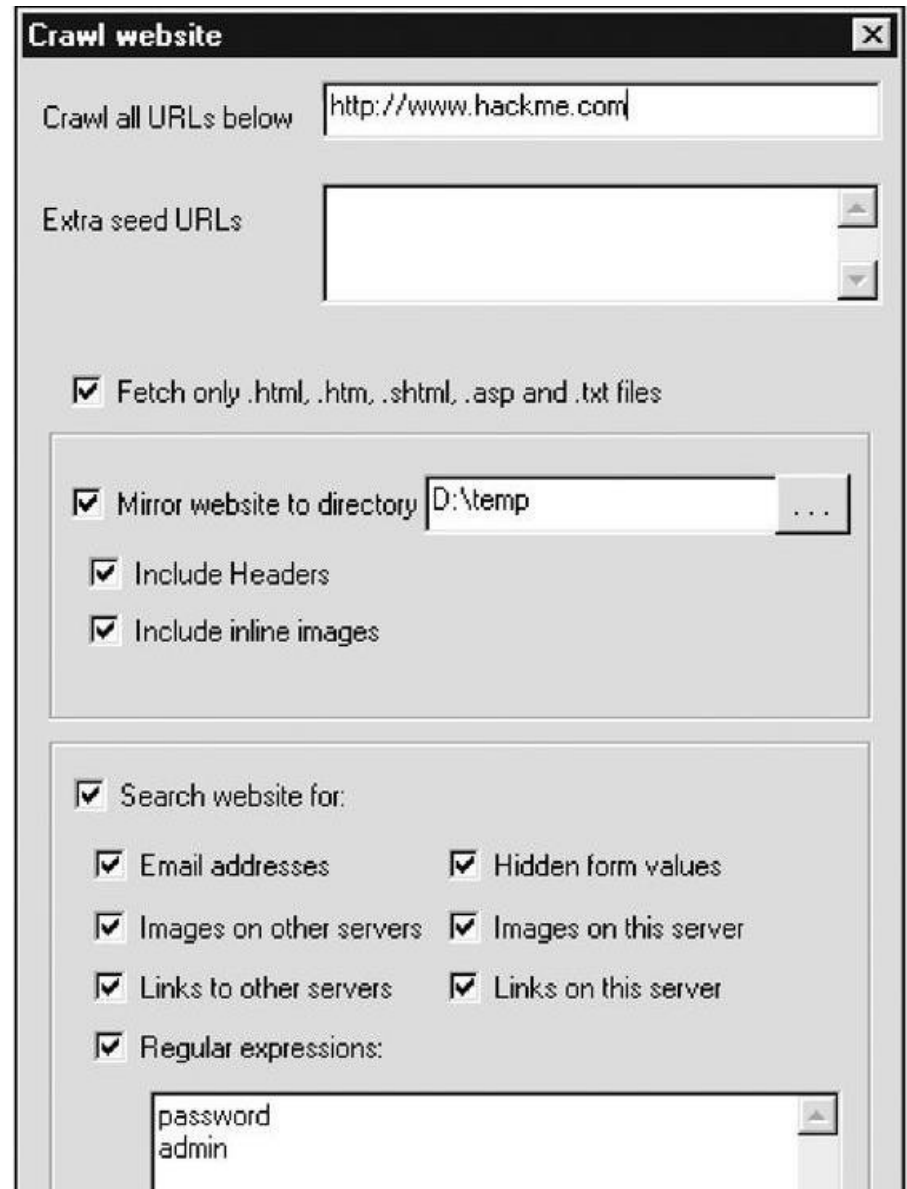 Crawl website
Crawl all URLs below http://www.hackme.com
Extra seed URLs
Fetch only .html, .htm, .shtml, .asp and .txt files
Mirror website to directory D:\temp ...
Include Headers
Include inline images
Search website for:
Email addresses Hidden form values
Images on other servers Images on this server
Links to other servers Links on this server
Regular expressions:
password
admin